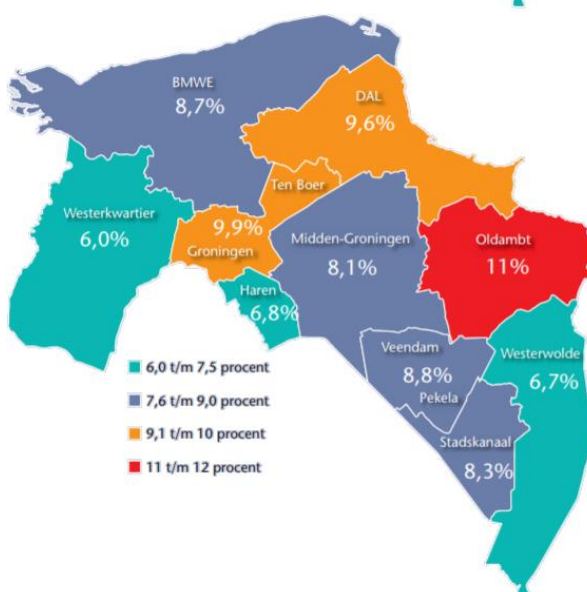 BMWE
8,7%
DAL
9,6%
Ten Boer
Westerkwartier
6,0%
9,9%
Groningen
Midden-Groningen
8,1%
Oldambt
11%
Haren
6,8%
Veendam
8,8%
Pekela
Westerwolde
6,7%
Stadskanaal
8,3%
6,0 t/m 7,5 procent
7,6 t/m 9,0 procent
9,1 t/m 10 procent
11 t/m 12 procent